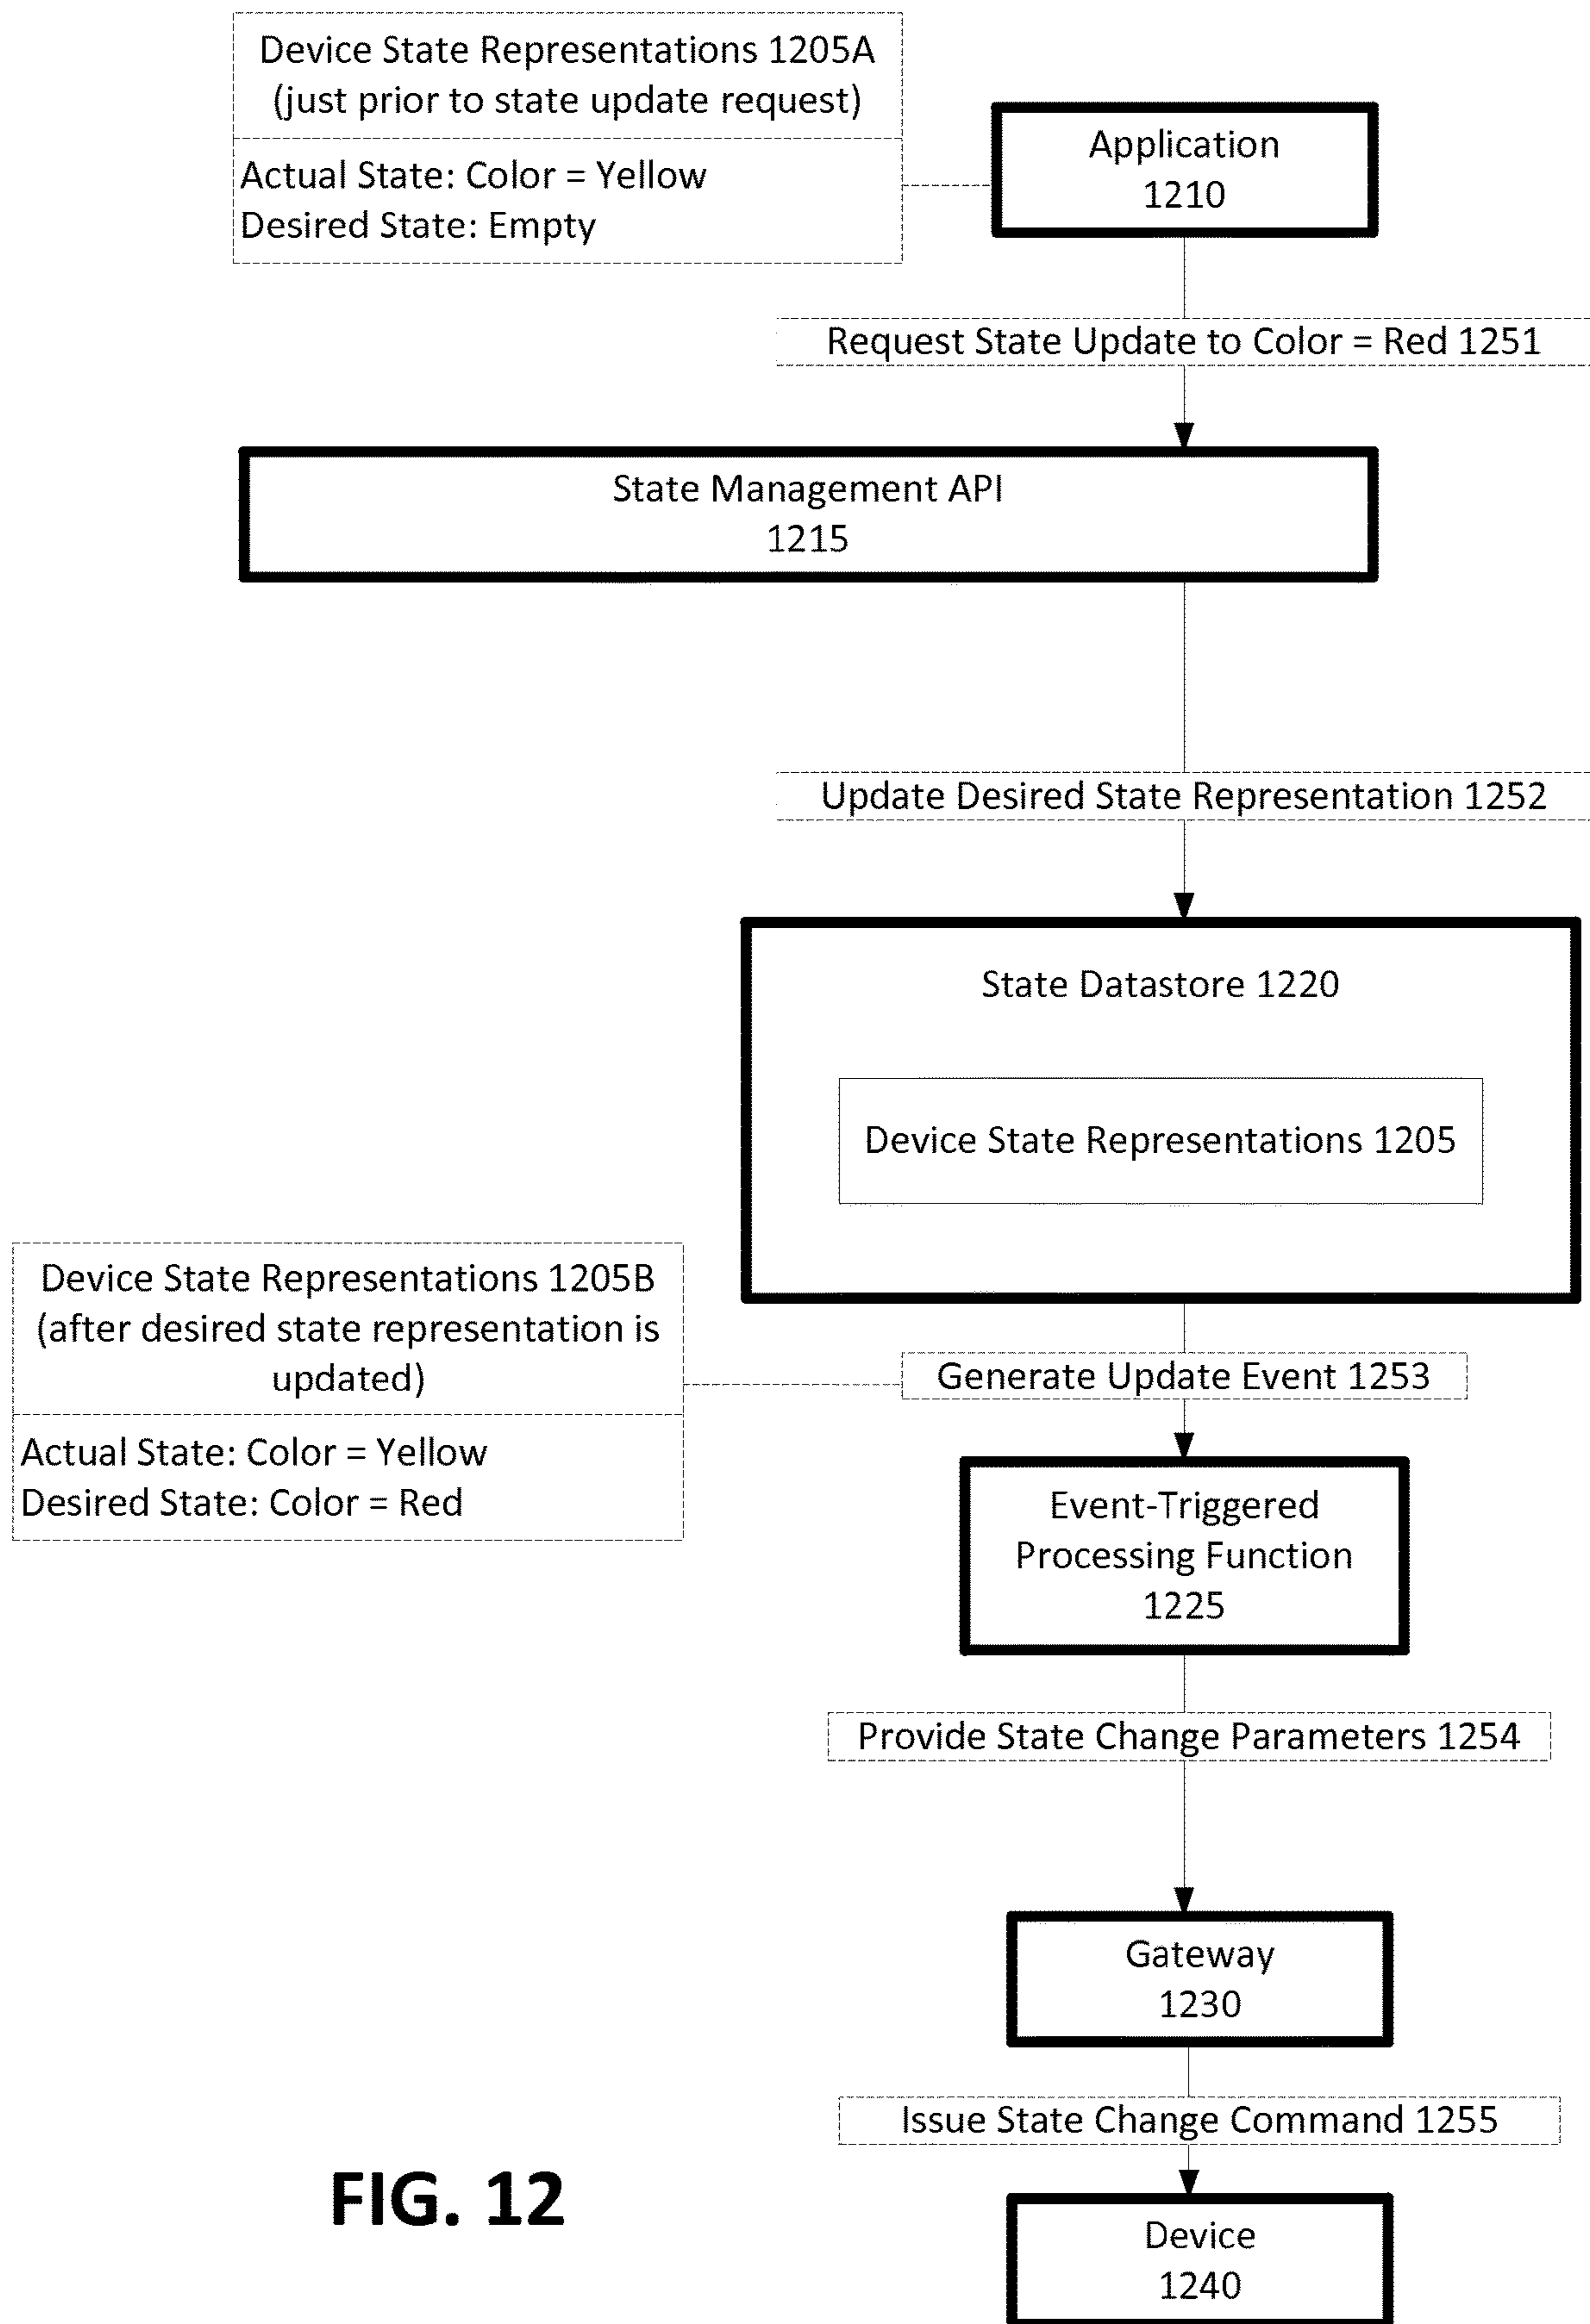 Device State Representations 1205A
(just prior to state update request)
Actual State: Color = Yellow
Desired State: Empty
Application
1210
Request State Update to Color = Red 1251
State Management API
1215
Update Desired State Representation 1252
State Datastore 1220
Device State Representations 1205
Device State Representations 1205B
(after desired state representation is
updated)
Actual State: Color = Yellow
Desired State: Color = Red
Generate Update Event 1253
Event-Triggered
Processing Function
1225
Provide State Change Parameters 1254
Gateway
1230
Issue State Change Command 1255
Device
1240
FIG. 12